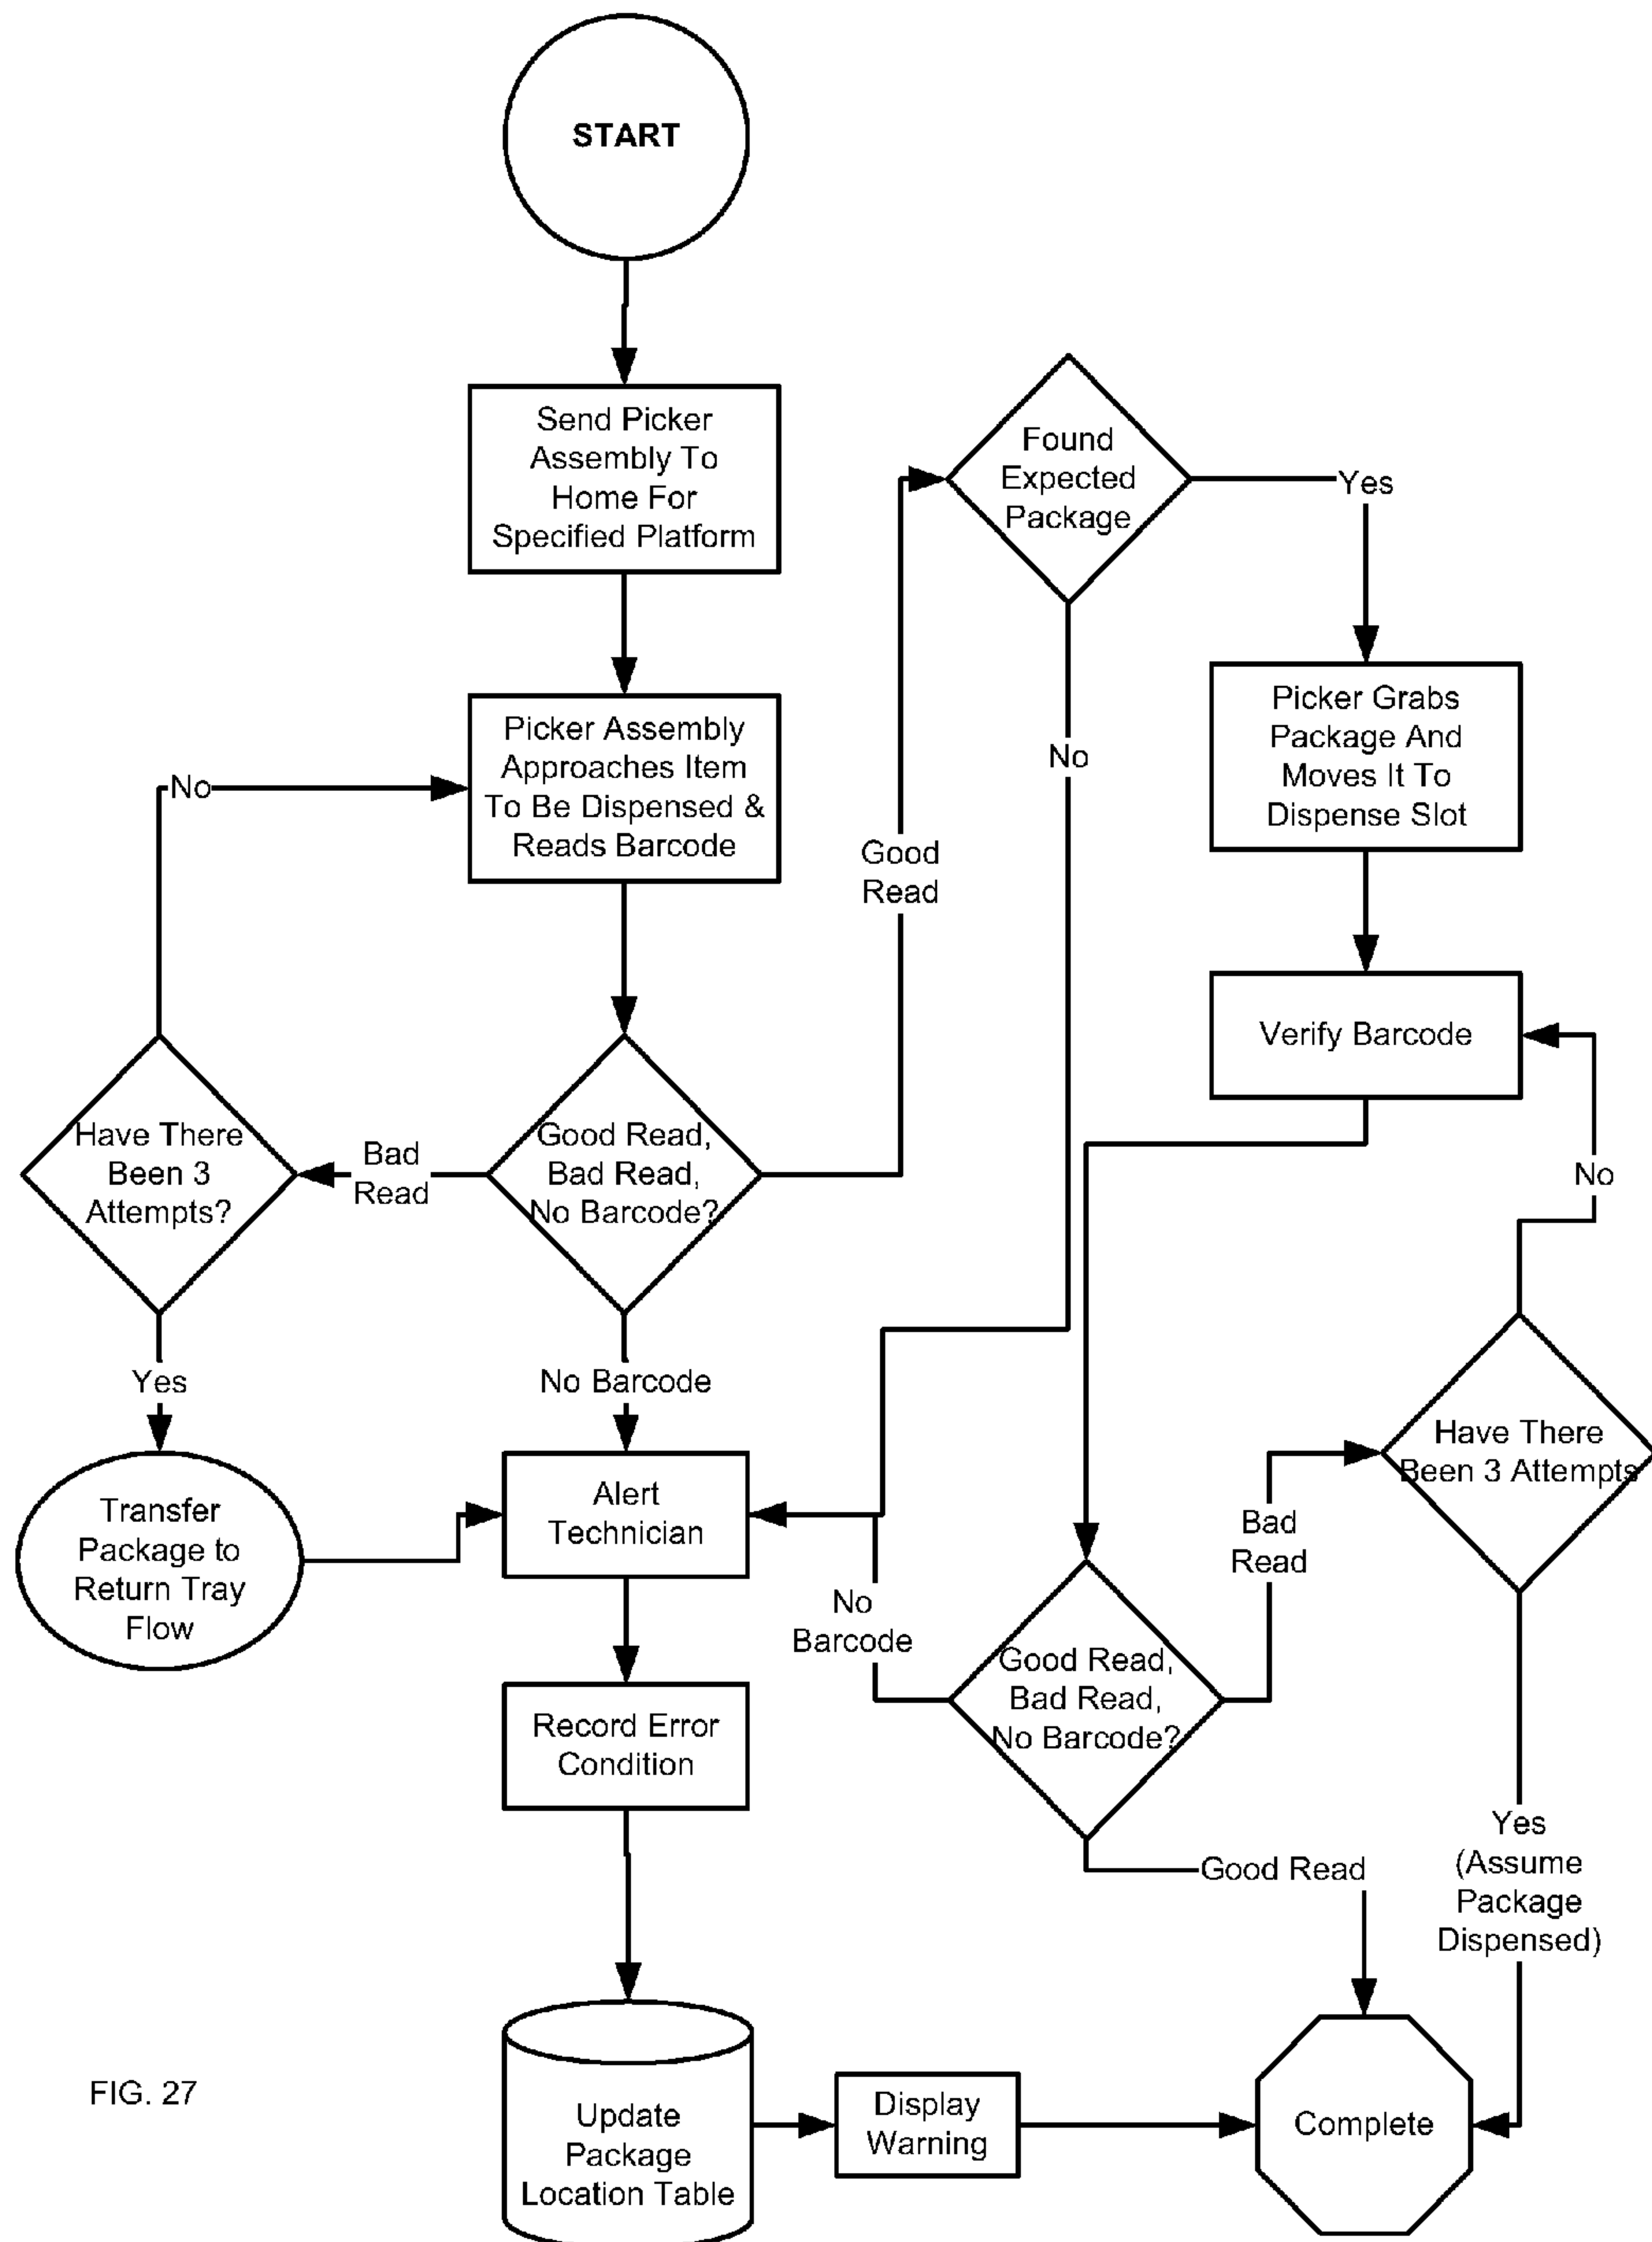 START
Send Picker
Assembly To
Home For
Specified Platform
Found
Expected
Package
Yes
Picker Assembly
Approaches Item
To Be Dispensed &
Reads Barcode
No
Good
Read
No
Picker Grabs
Package And
Moves It To
Dispense Slot
Verify Barcode
No
Have There
Been 3
Attempts?
Bad
Read
Good Read,
Bad Read,
No Barcode?
Yes
No Barcode
Transfer
Package to
Return Tray
Flow
Alert
Technician
No
Barcode
Good Read,
Bad Read,
No Barcode?
Bad
Read
Have There
Been 3 Attempts
Record Error
Condition
Good Read
Yes
(Assume
Package
Dispensed)
FIG. 27
Update
Package
Location Table
Display
Warning
Complete